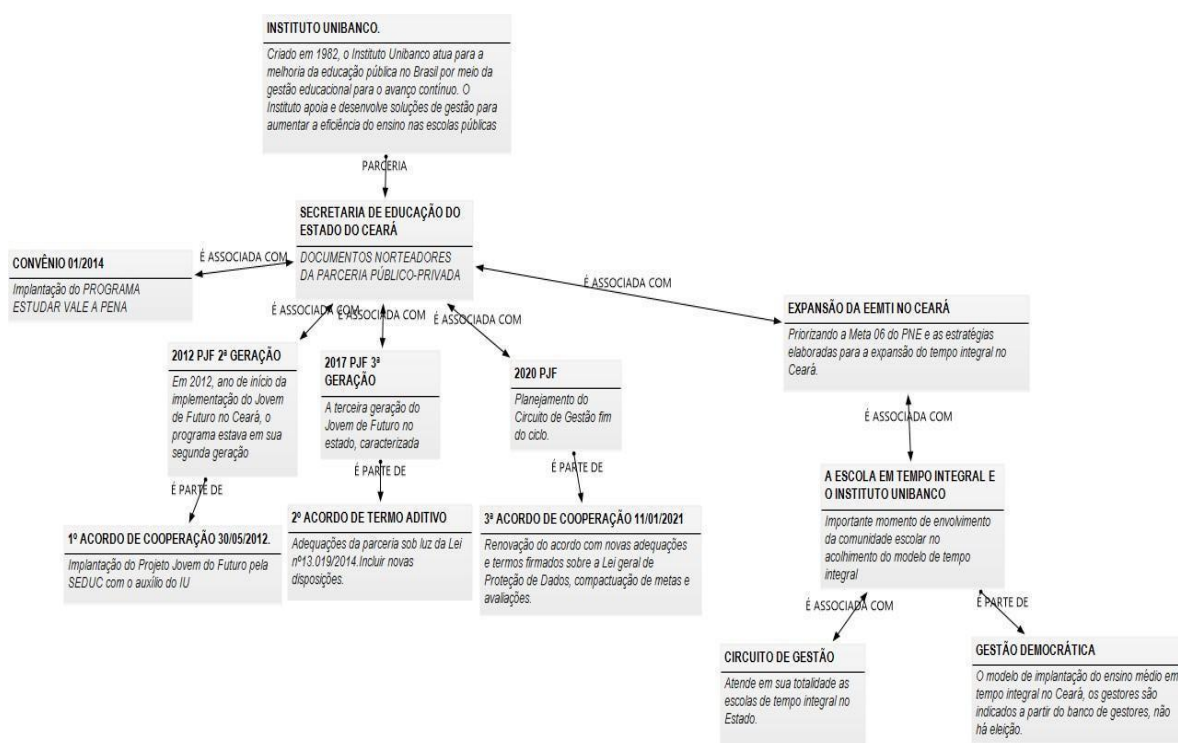 INSTITUTO UNIBANCO.
Criado em 1982, o Instituto Unibanco atua para a
melhoria da educação pública no Brasil por meio da
gestão educacional para o avanço contínuo. O
Instituto apoia e desenvolve soluções de gestão para
aumentar a eficiência do ensino nas escolas públicas
PARCERIA
SECRETARIA DE EDUCAÇÃO DO
ESTADO DO CEARÁ
DOCUMENTOS NORTEADORES
DA PARCERIA PÚBLICO-PRIVADA
É ASSOCIADA COM
CONVÊNIO 01/2014
Implantação do PROGRAMA
ESTUDAR VALE A PENA
É ASSOCIADA COM
EXPANSÃO DA EEMTI NO CEARÁ
Priorizando a Meta 06 do PNE e as estratégias
elaboradas para a expansão do tempo integral no
Ceará.
É ASSOCIADA COM
É ASSOCIADA COM
É ASSOCIADA COM
2012 PJF 2ª GERAÇÃO
Em 2012, ano de início da
implementação do Jovem
de Futuro no Ceará, o
programa estava em sua
segunda geração
2017 PJF 3ª
GERAÇÃO
A terceira geração do
Jovem de Futuro no
estado, caracterizada
2020 PJF
Planejamento do
Circuito de Gestão fim
do ciclo.
É ASSOCIADA COM
É PARTE DE
É PARTE DE
É PARTE DE
1º ACORDO DE COOPERAÇÃO 30/05/2012.
Implantação do Projeto Jovem do Futuro pela
SEDUC com o auxílio do IU
2º ACORDO DE TERMO ADITIVO
Adequações da parceria sob luz da Lei
nº13.019/2014.Incluir novas
disposições.
3ª ACORDO DE COOPERAÇÃO 11/01/2021
Renovação do acordo com novas adequações
e termos firmados sobre a Lei geral de
Proteção de Dados, compactuação de metas e
avaliações.
A ESCOLA EM TEMPO INTEGRAL E
O INSTITUTO UNIBANCO
Importante momento de envolvimento
da comunidade escolar no
acolhimento do modelo de tempo
integral
É ASSOCIADA COM
É PARTE DE
CIRCUITO DE GESTÃO
Atende em sua totalidade as
escolas de tempo integral no
Estado.
GESTÃO DEMOCRÁTICA
O modelo de implantação do ensino médio em
tempo integral no Ceará, os gestores são
indicados a partir do banco de gestores, não
há eleição.